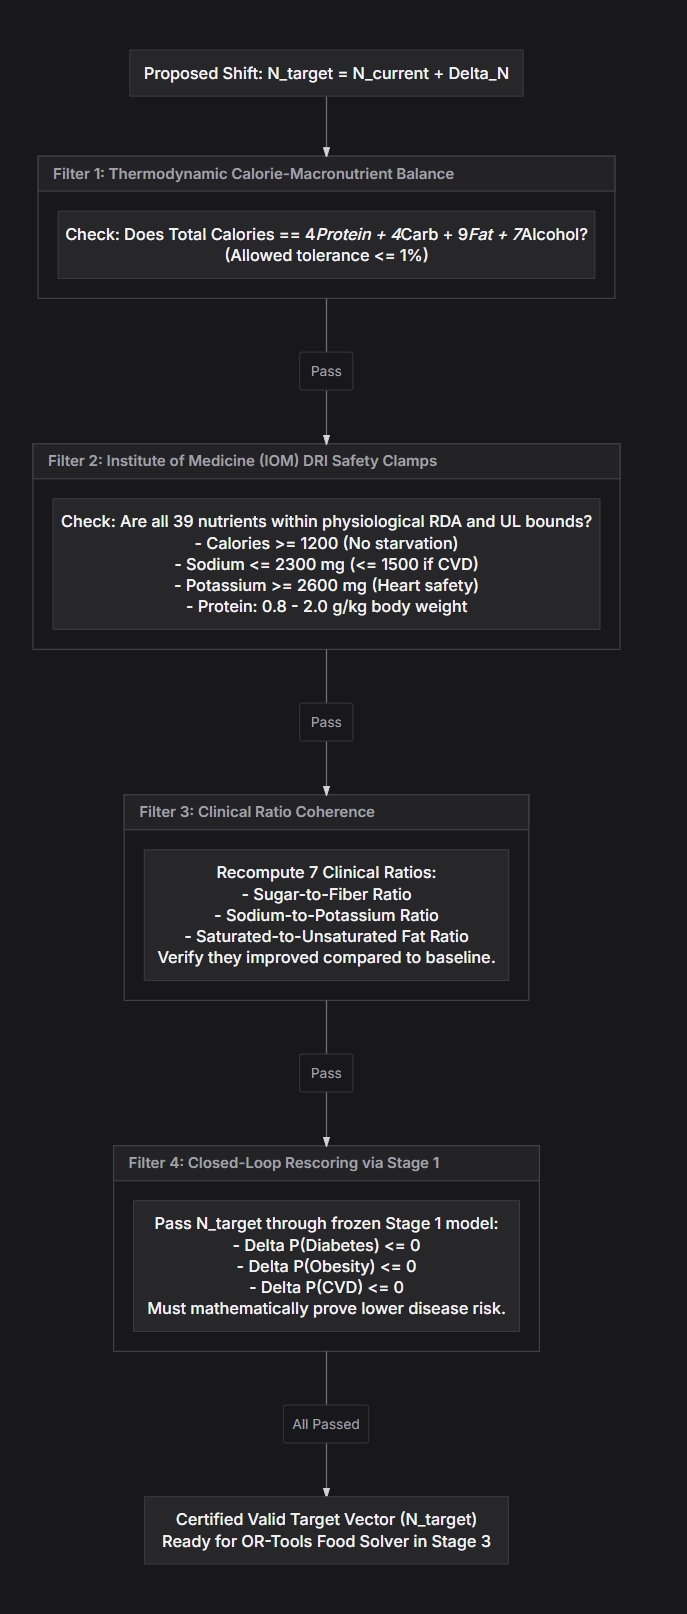 Proposed Shift: N_target = N_current + Delta_N
Filter 1: Thermodynamic Calorie-Macronutrient Balance
Check: Does Total Calories == 4Protein + 4Carb + 9Fat + 7Alcohol?
(Allowed tolerance <= 1%)
Pass
Filter 2: Institute of Medicine (IOM) DRI Safety Clamps
Check: Are all 39 nutrients within physiological RDA and UL bounds?
- Calories >= 1200 (No starvation)
- Sodium <= 2300 mg (<= 1500 if CVD)
- Potassium >= 2600 mg (Heart safety)
- Protein: 0.8 - 2.0 g/kg body weight
Pass
Filter 3: Clinical Ratio Coherence
Recompute 7 Clinical Ratios:
- Sugar-to-Fiber Ratio
- Sodium-to-Potassium Ratio
- Saturated-to-Unsaturated Fat Ratio
Verify they improved compared to baseline.
Pass
Filter 4: Closed-Loop Rescoring via Stage 1
Pass N_target through frozen Stage 1 model:
- Delta P(Diabetes) <= 0
- Delta P(Obesity) <= 0
- Delta P(CVD) <= 0
Must mathematically prove lower disease risk.
All Passed
Certified Valid Target Vector (N_target)
Ready for OR-Tools Food Solver in Stage 3